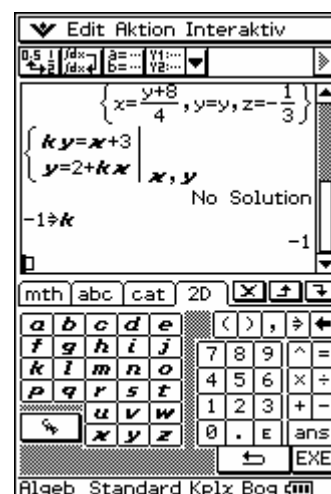 Edit Aktion Interaktiv
{x=(y+8)/4, y=y, z=-1/3}
{ky=x+3
y=2+kx | x, y
No Solution
-1⇒k
-1
mth abc cat 2D
a b c d e ( ) , ⇒ ←
f g h i j 7 8 9 ^ =
k l m n o 4 5 6 × ÷
p q r s t 1 2 3 + -
u v w 0 . E ans
x y z EXE
Algeb Standard Kplx Bog